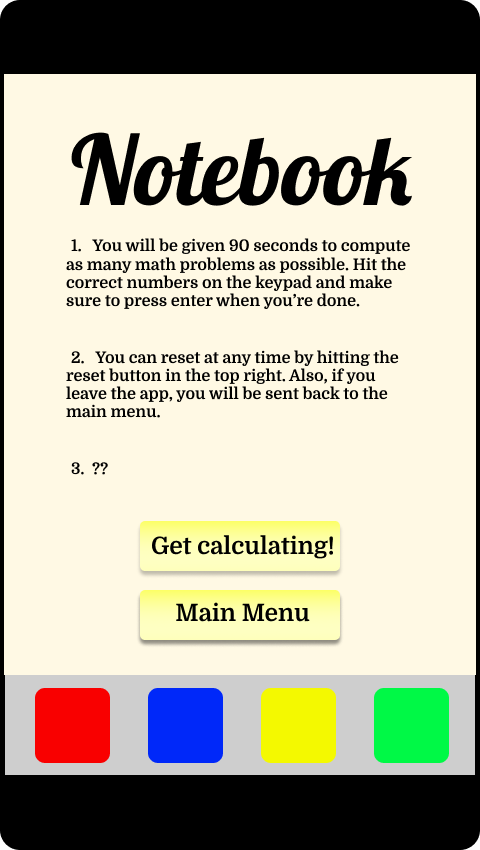 Notebook
1. You will be given 90 seconds to compute
as many math problems as possible. Hit the
correct numbers on the keypad and make
sure to press enter when you’re done.
2. You can reset at any time by hitting the
reset button in the top right. Also, if you
leave the app, you will be sent back to the
main menu.
3. ??
Get calculating!
Main Menu